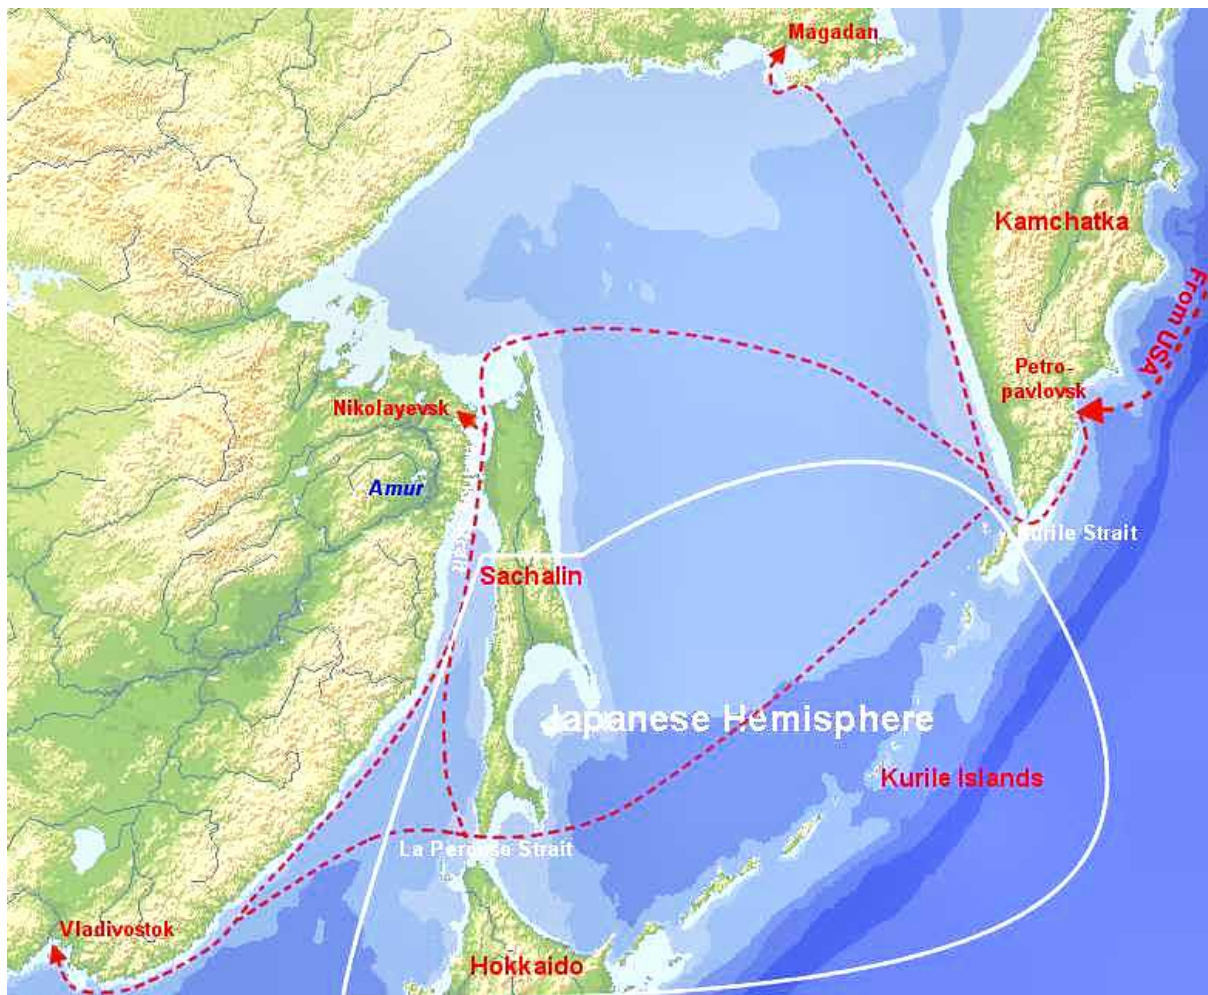 Magadan
Kamchatka
From USA
Petro-
pavlovsk
Nikolayevsk
Amur
Kurile Strait
Sachalin
Japanese Hemisphere
Kurile Islands
La Perouse Strait
Vladivostok
Hokkaido